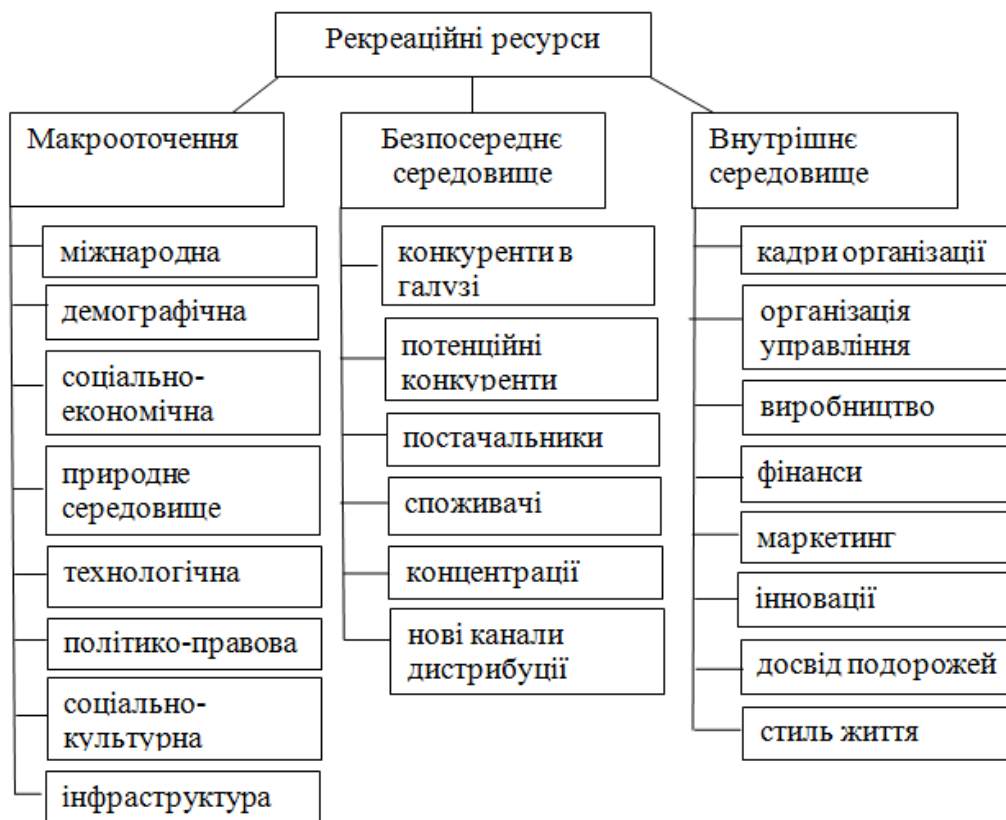 Рекреаційні ресурси
Макрооточення
міжнародна
демографічна
соціально-
економічна
природне
середовище
технологічна
політико-правова
соціально-
культурна
інфраструктура
Безпосереднє
середовище
конкуренти в
галузі
потенційні
конкуренти
постачальники
споживачі
концентрації
нові канали
дистрибуції
Внутрішнє
середовище
кадри організації
організація
управління
виробництво
фінанси
маркетинг
інновації
досвід подорожей
стиль життя